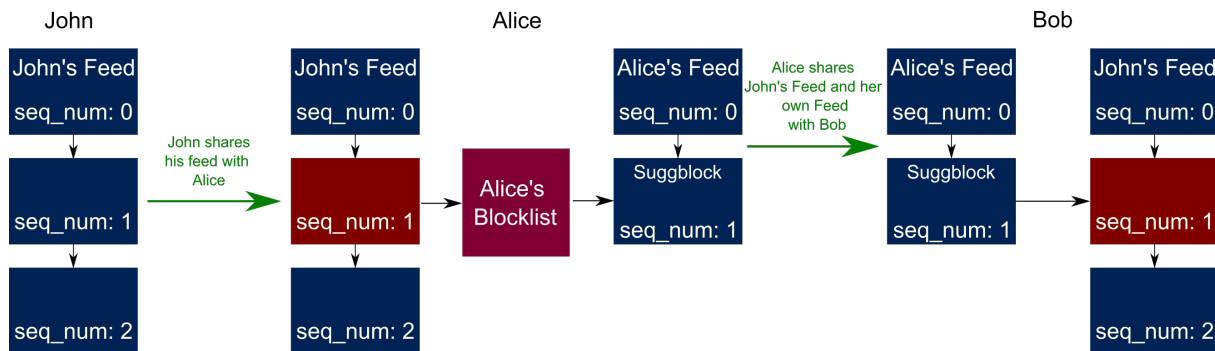 John
Alice
Bob
John's Feed
seq_num: 0
seq_num: 1
seq_num: 2
John shares
his feed with
Alice
John's Feed
seq_num: 0
seq_num: 1
seq_num: 2
Alice's
Blocklist
Alice's Feed
seq_num: 0
Suggblock
seq_num: 1
Alice shares
John's Feed and her
own Feed
with Bob
Alice's Feed
seq_num: 0
Suggblock
seq_num: 1
John's Feed
seq_num: 0
seq_num: 1
seq_num: 2